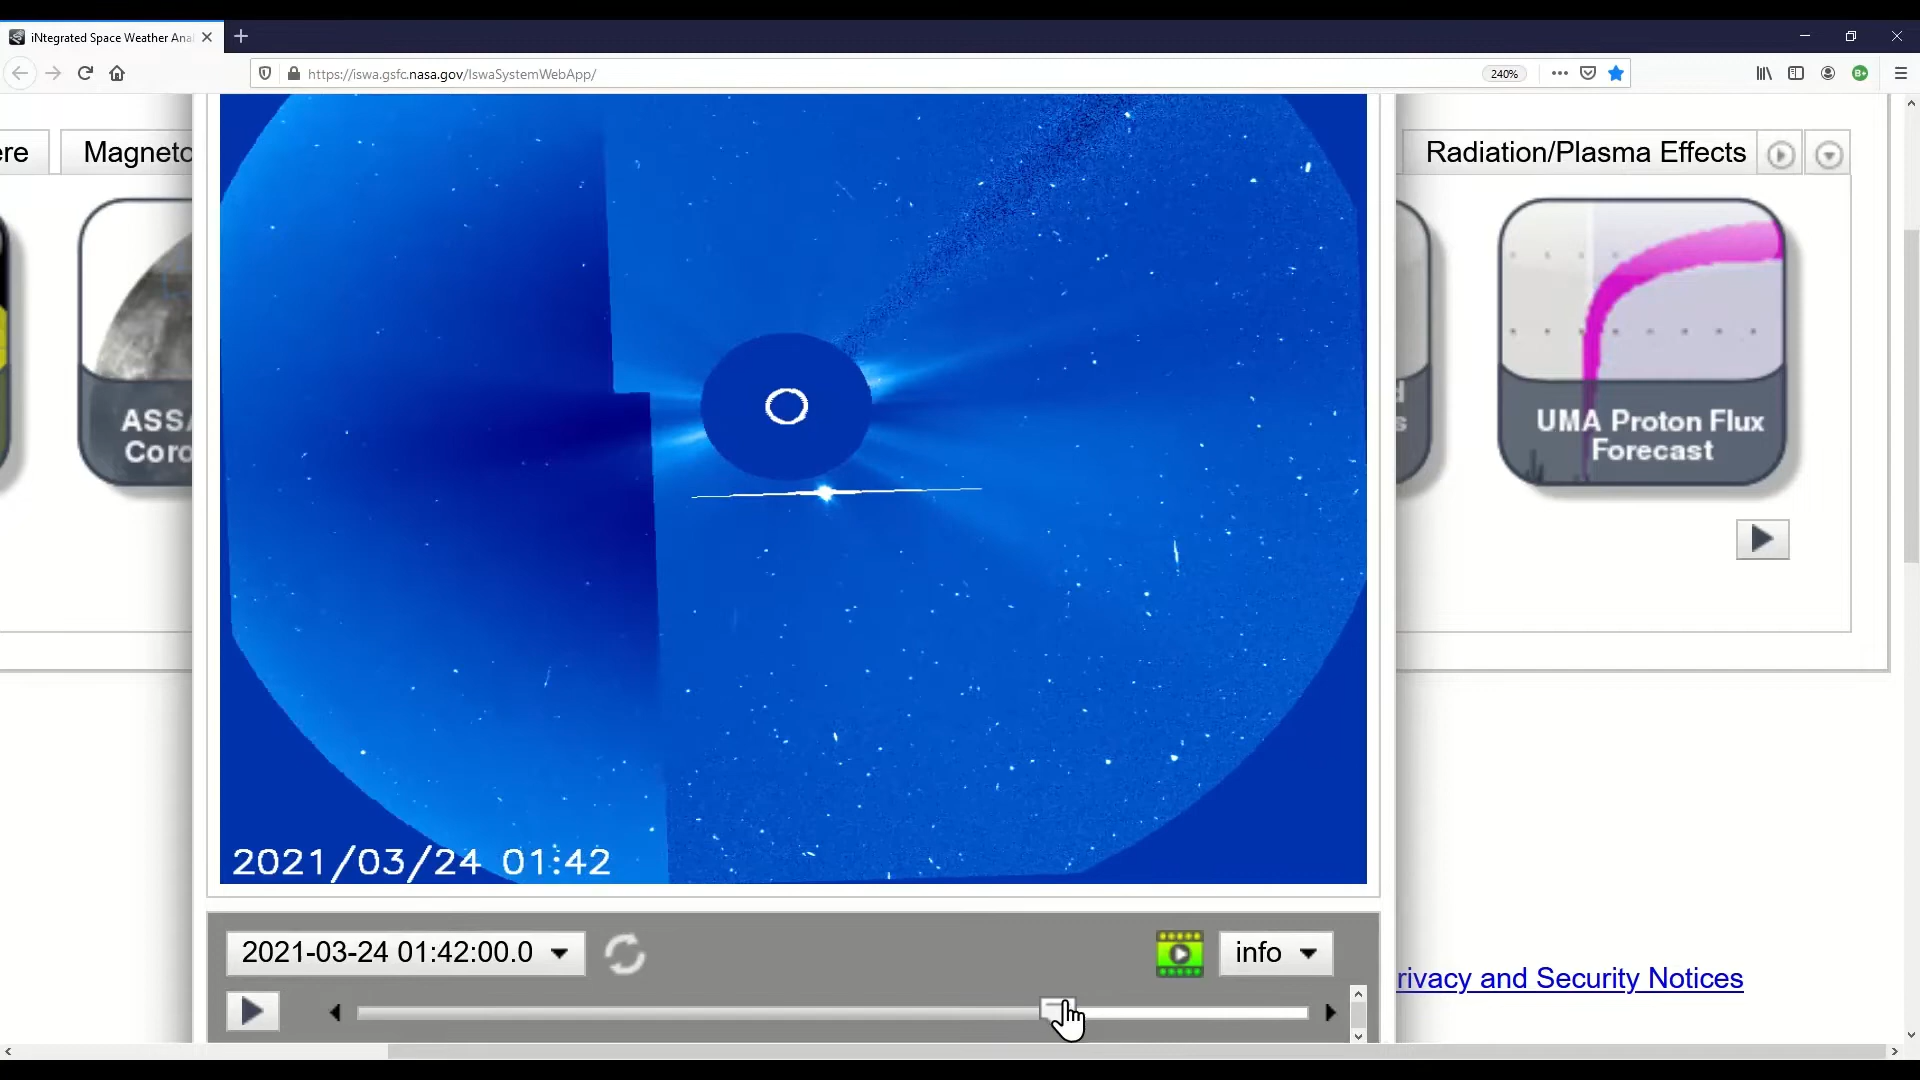 iNtegrated Space Weather Ana
https://iswa.gsfc.nasa.gov/IswaSystemWebApp/
240%
B+
ere
Magneto
Radiation/Plasma Effects
ASSA
Coro
d
s
UMA Proton Flux
Forecast
2021/03/24 01:42
2021-03-24 01:42:00.0
info
rivacy and Security Notices